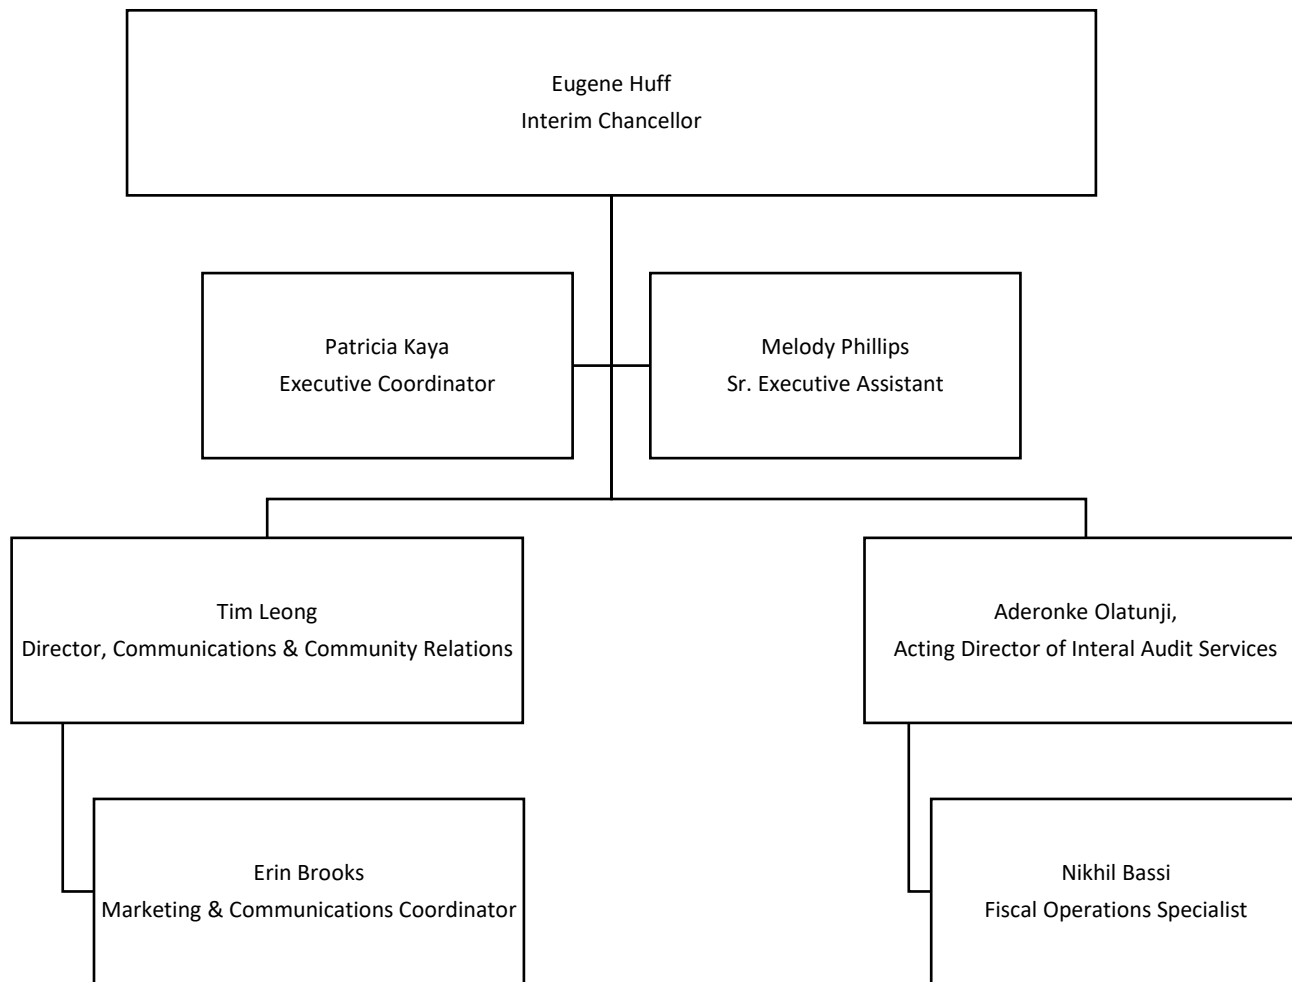 Eugene Huff
Interim Chancellor
Patricia Kaya
Executive Coordinator
Melody Phillips
Sr. Executive Assistant
Tim Leong
Director, Communications & Community Relations
Aderonke Olatunji,
Acting Director of Interal Audit Services
Erin Brooks
Marketing & Communications Coordinator
Nikhil Bassi
Fiscal Operations Specialist